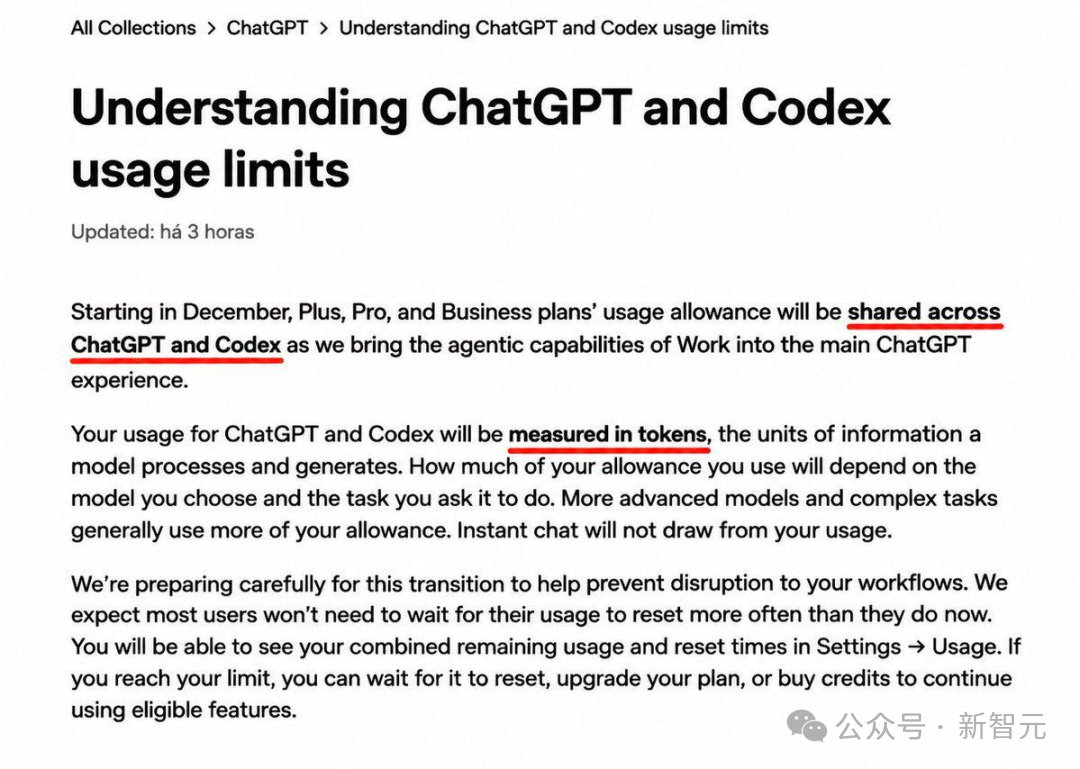 All Collections > ChatGPT > Understanding ChatGPT and Codex usage limits
Understanding ChatGPT and Codex
usage limits
Updated: há 3 horas
Starting in December, Plus, Pro, and Business plans’ usage allowance will be shared across
ChatGPT and Codex as we bring the agentic capabilities of Work into the main ChatGPT
experience.
Your usage for ChatGPT and Codex will be measured in tokens, the units of information a
model processes and generates. How much of your allowance you use will depend on the
model you choose and the task you ask it to do. More advanced models and complex tasks
generally use more of your allowance. Instant chat will not draw from your usage.
We’re preparing carefully for this transition to help prevent disruption to your workflows. We
expect most users won’t need to wait for their usage to reset more often than they do now.
You will be able to see your combined remaining usage and reset times in Settings → Usage. If
you reach your limit, you can wait for it to reset, upgrade your plan, or buy credits to continue
using eligible features.
公众号 · 新智元